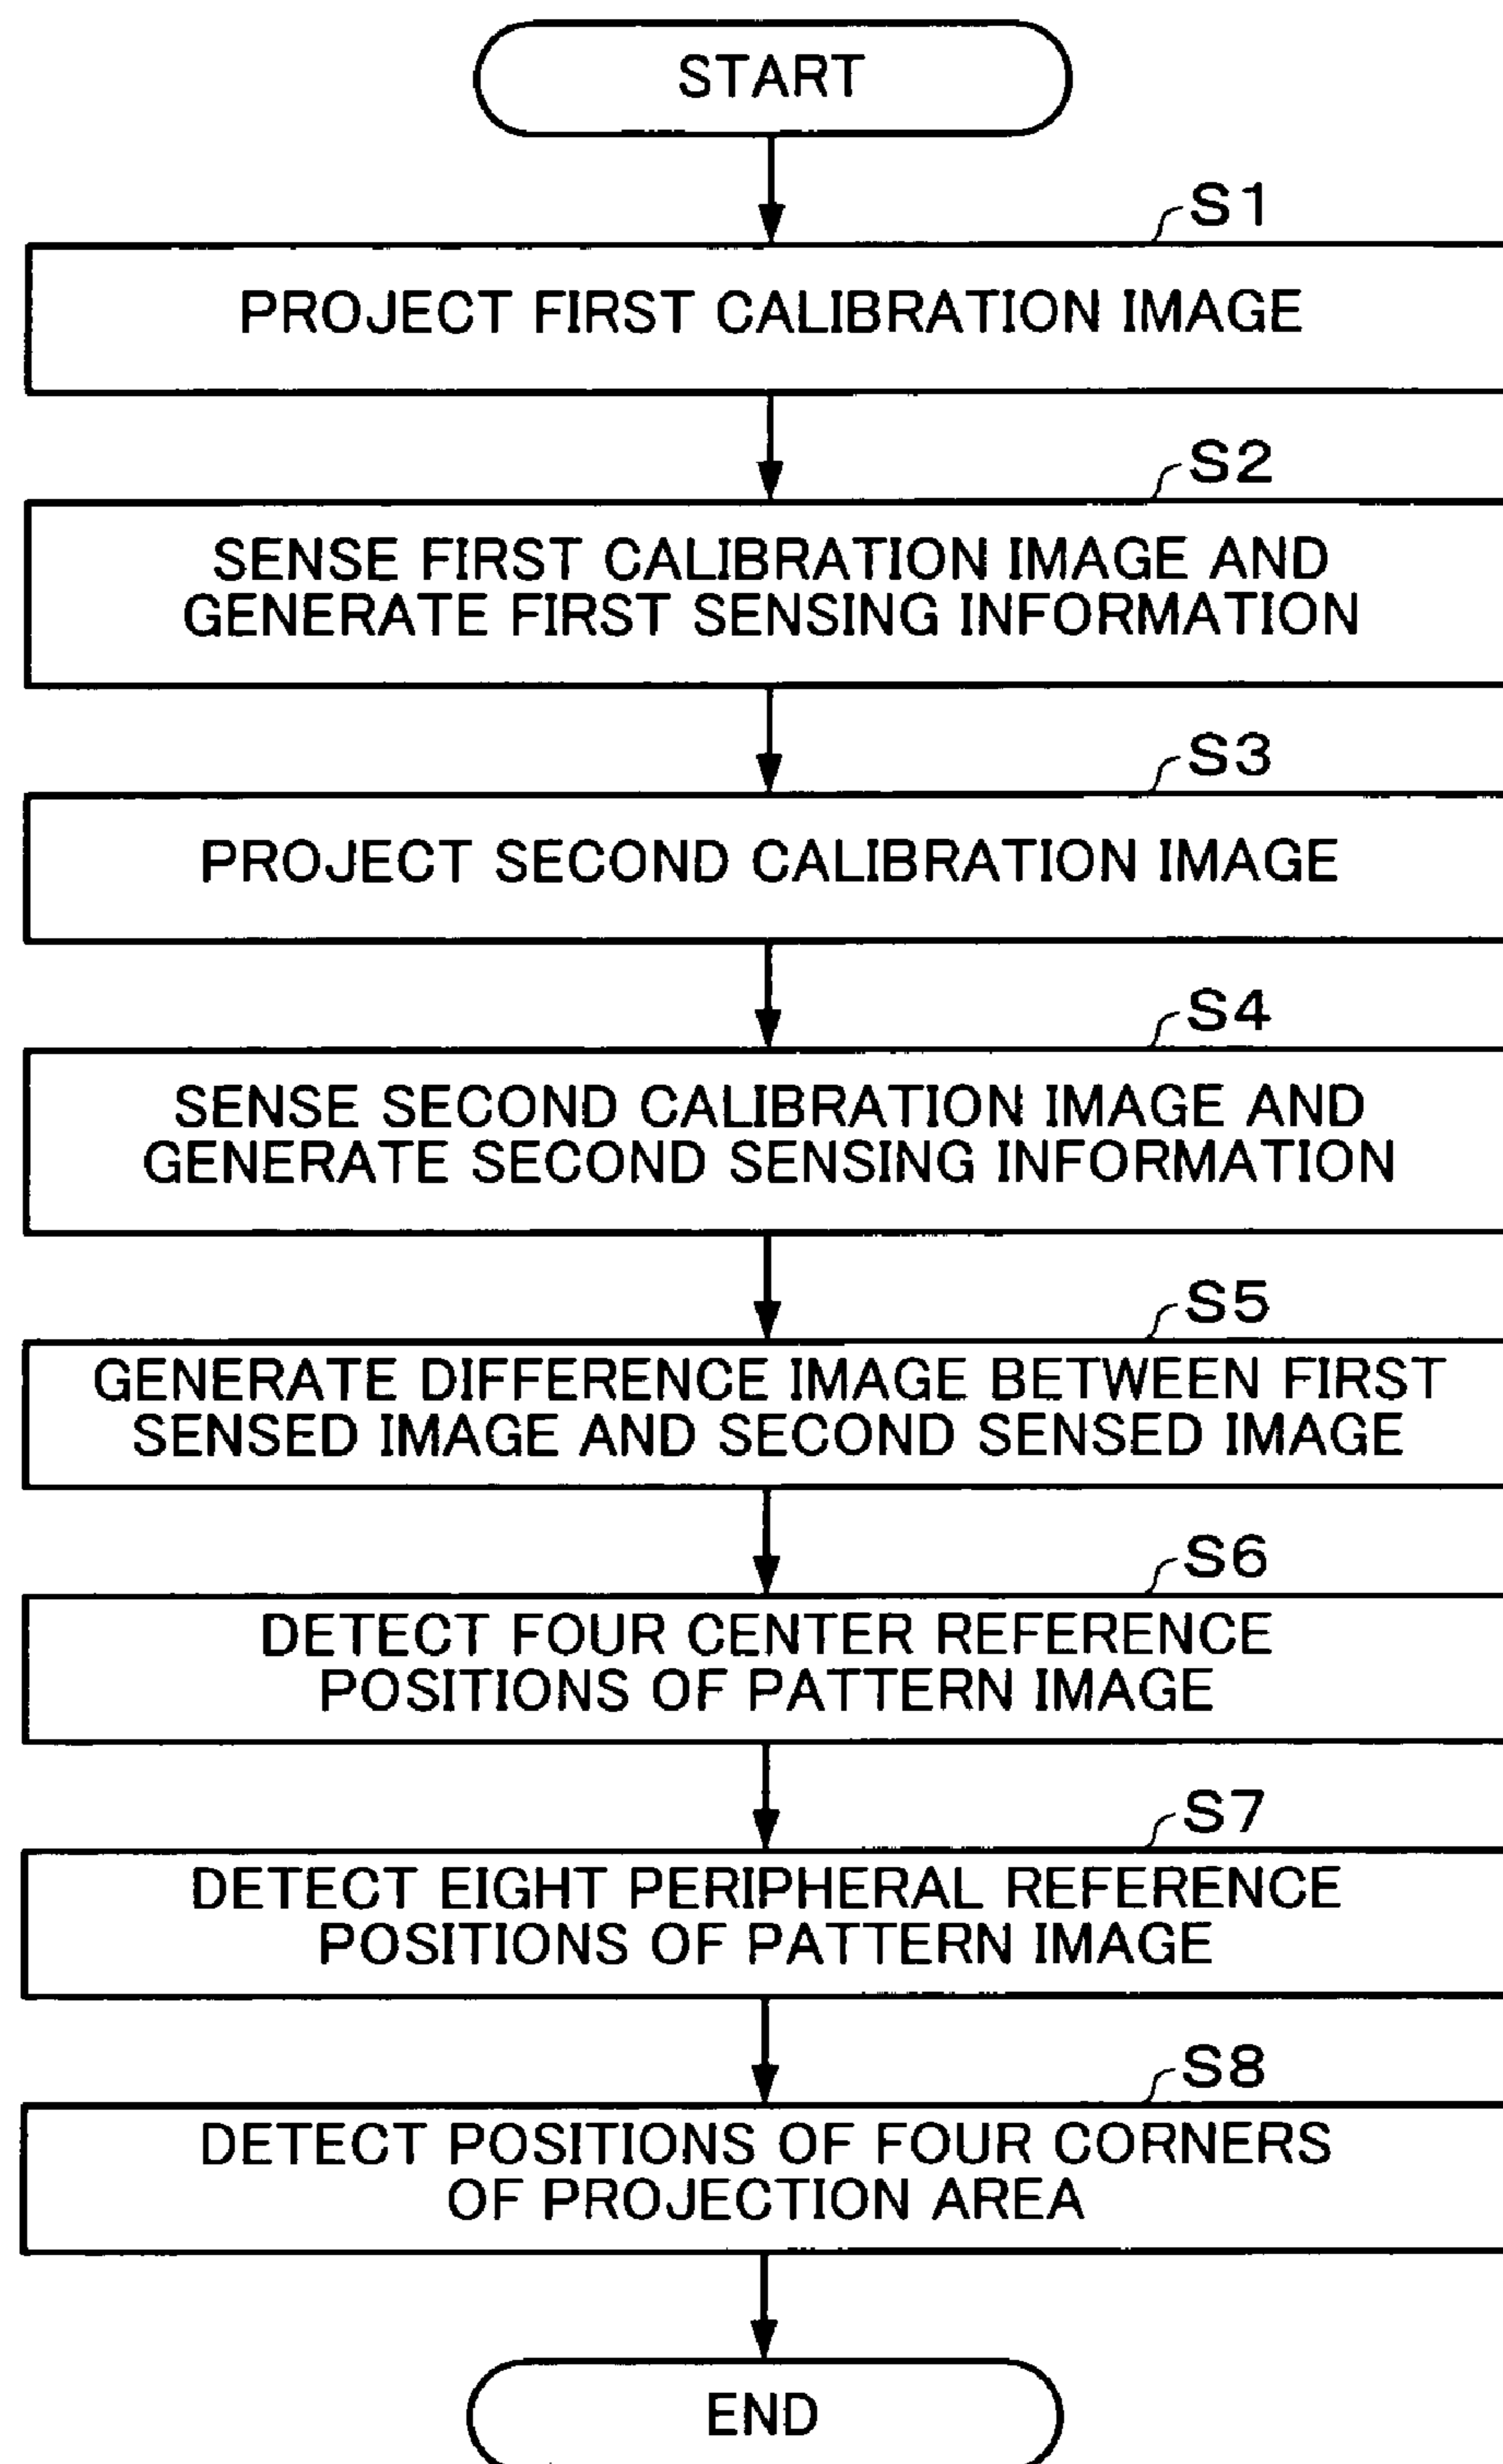 START
S1
PROJECT FIRST CALIBRATION IMAGE
S2
SENSE FIRST CALIBRATION IMAGE AND
GENERATE FIRST SENSING INFORMATION
S3
PROJECT SECOND CALIBRATION IMAGE
S4
SENSE SECOND CALIBRATION IMAGE AND
GENERATE SECOND SENSING INFORMATION
S5
GENERATE DIFFERENCE IMAGE BETWEEN FIRST
SENSED IMAGE AND SECOND SENSED IMAGE
S6
DETECT FOUR CENTER REFERENCE
POSITIONS OF PATTERN IMAGE
S7
DETECT EIGHT PERIPHERAL REFERENCE
POSITIONS OF PATTERN IMAGE
S8
DETECT POSITIONS OF FOUR CORNERS
OF PROJECTION AREA
END